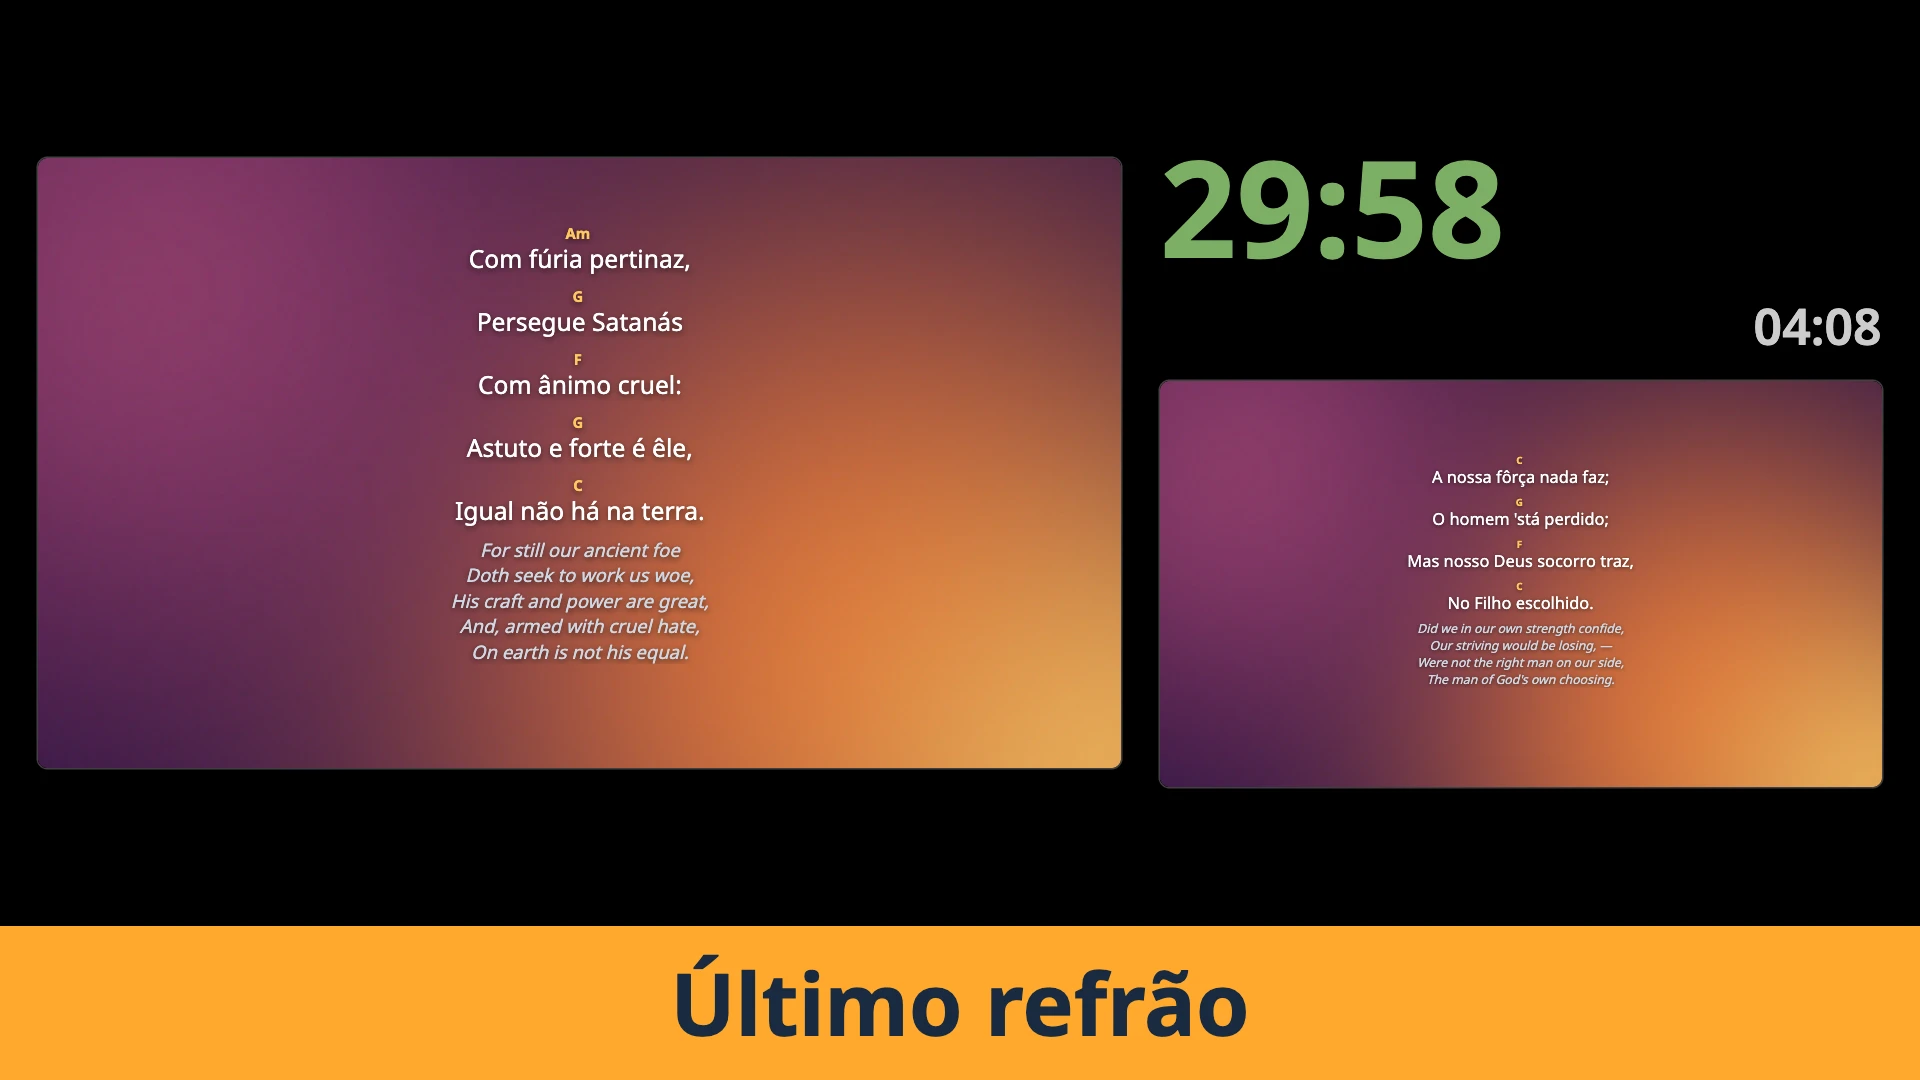 Am
Com fúria pertinaz,
G
Persegue Satanás
F
Com ânimo cruel:
G
Astuto e forte é êle,
C
Igual não há na terra.
For still our ancient foe
Doth seek to work us woe,
His craft and power are great,
And, armed with cruel hate,
On earth is not his equal.
29:58
04:08
C
A nossa fôrça nada faz;
G
O homem 'stá perdido;
F
Mas nosso Deus socorro traz,
C
No Filho escolhido.
Did we in our own strength confide,
Our striving would be losing, —
Were not the right man on our side,
The man of God's own choosing.
Último refrão